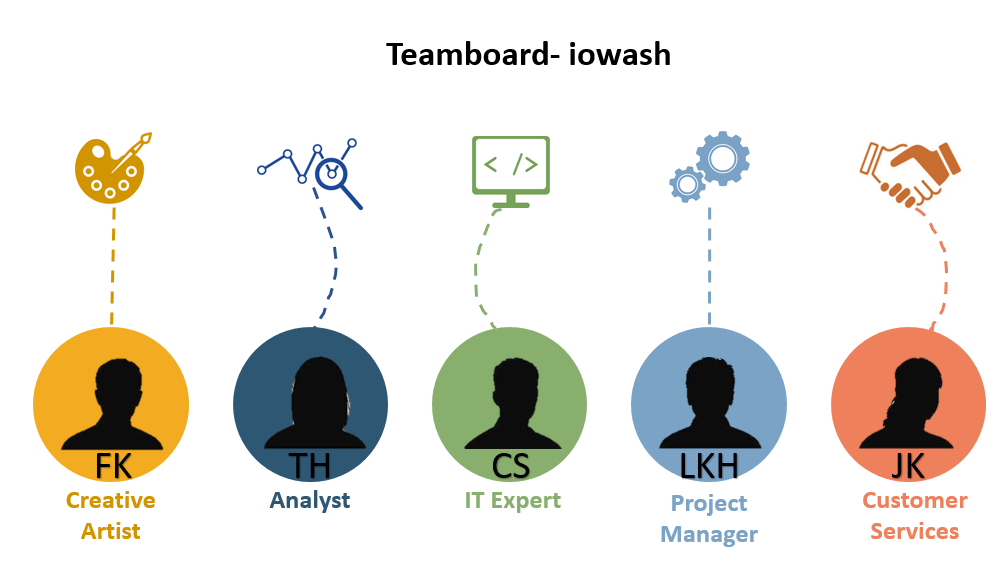 Teamboard- iowash
</>
FK
TH
CS
LKH
JK
Creative
Artist
Analyst
IT Expert
Project
Manager
Customer
Services